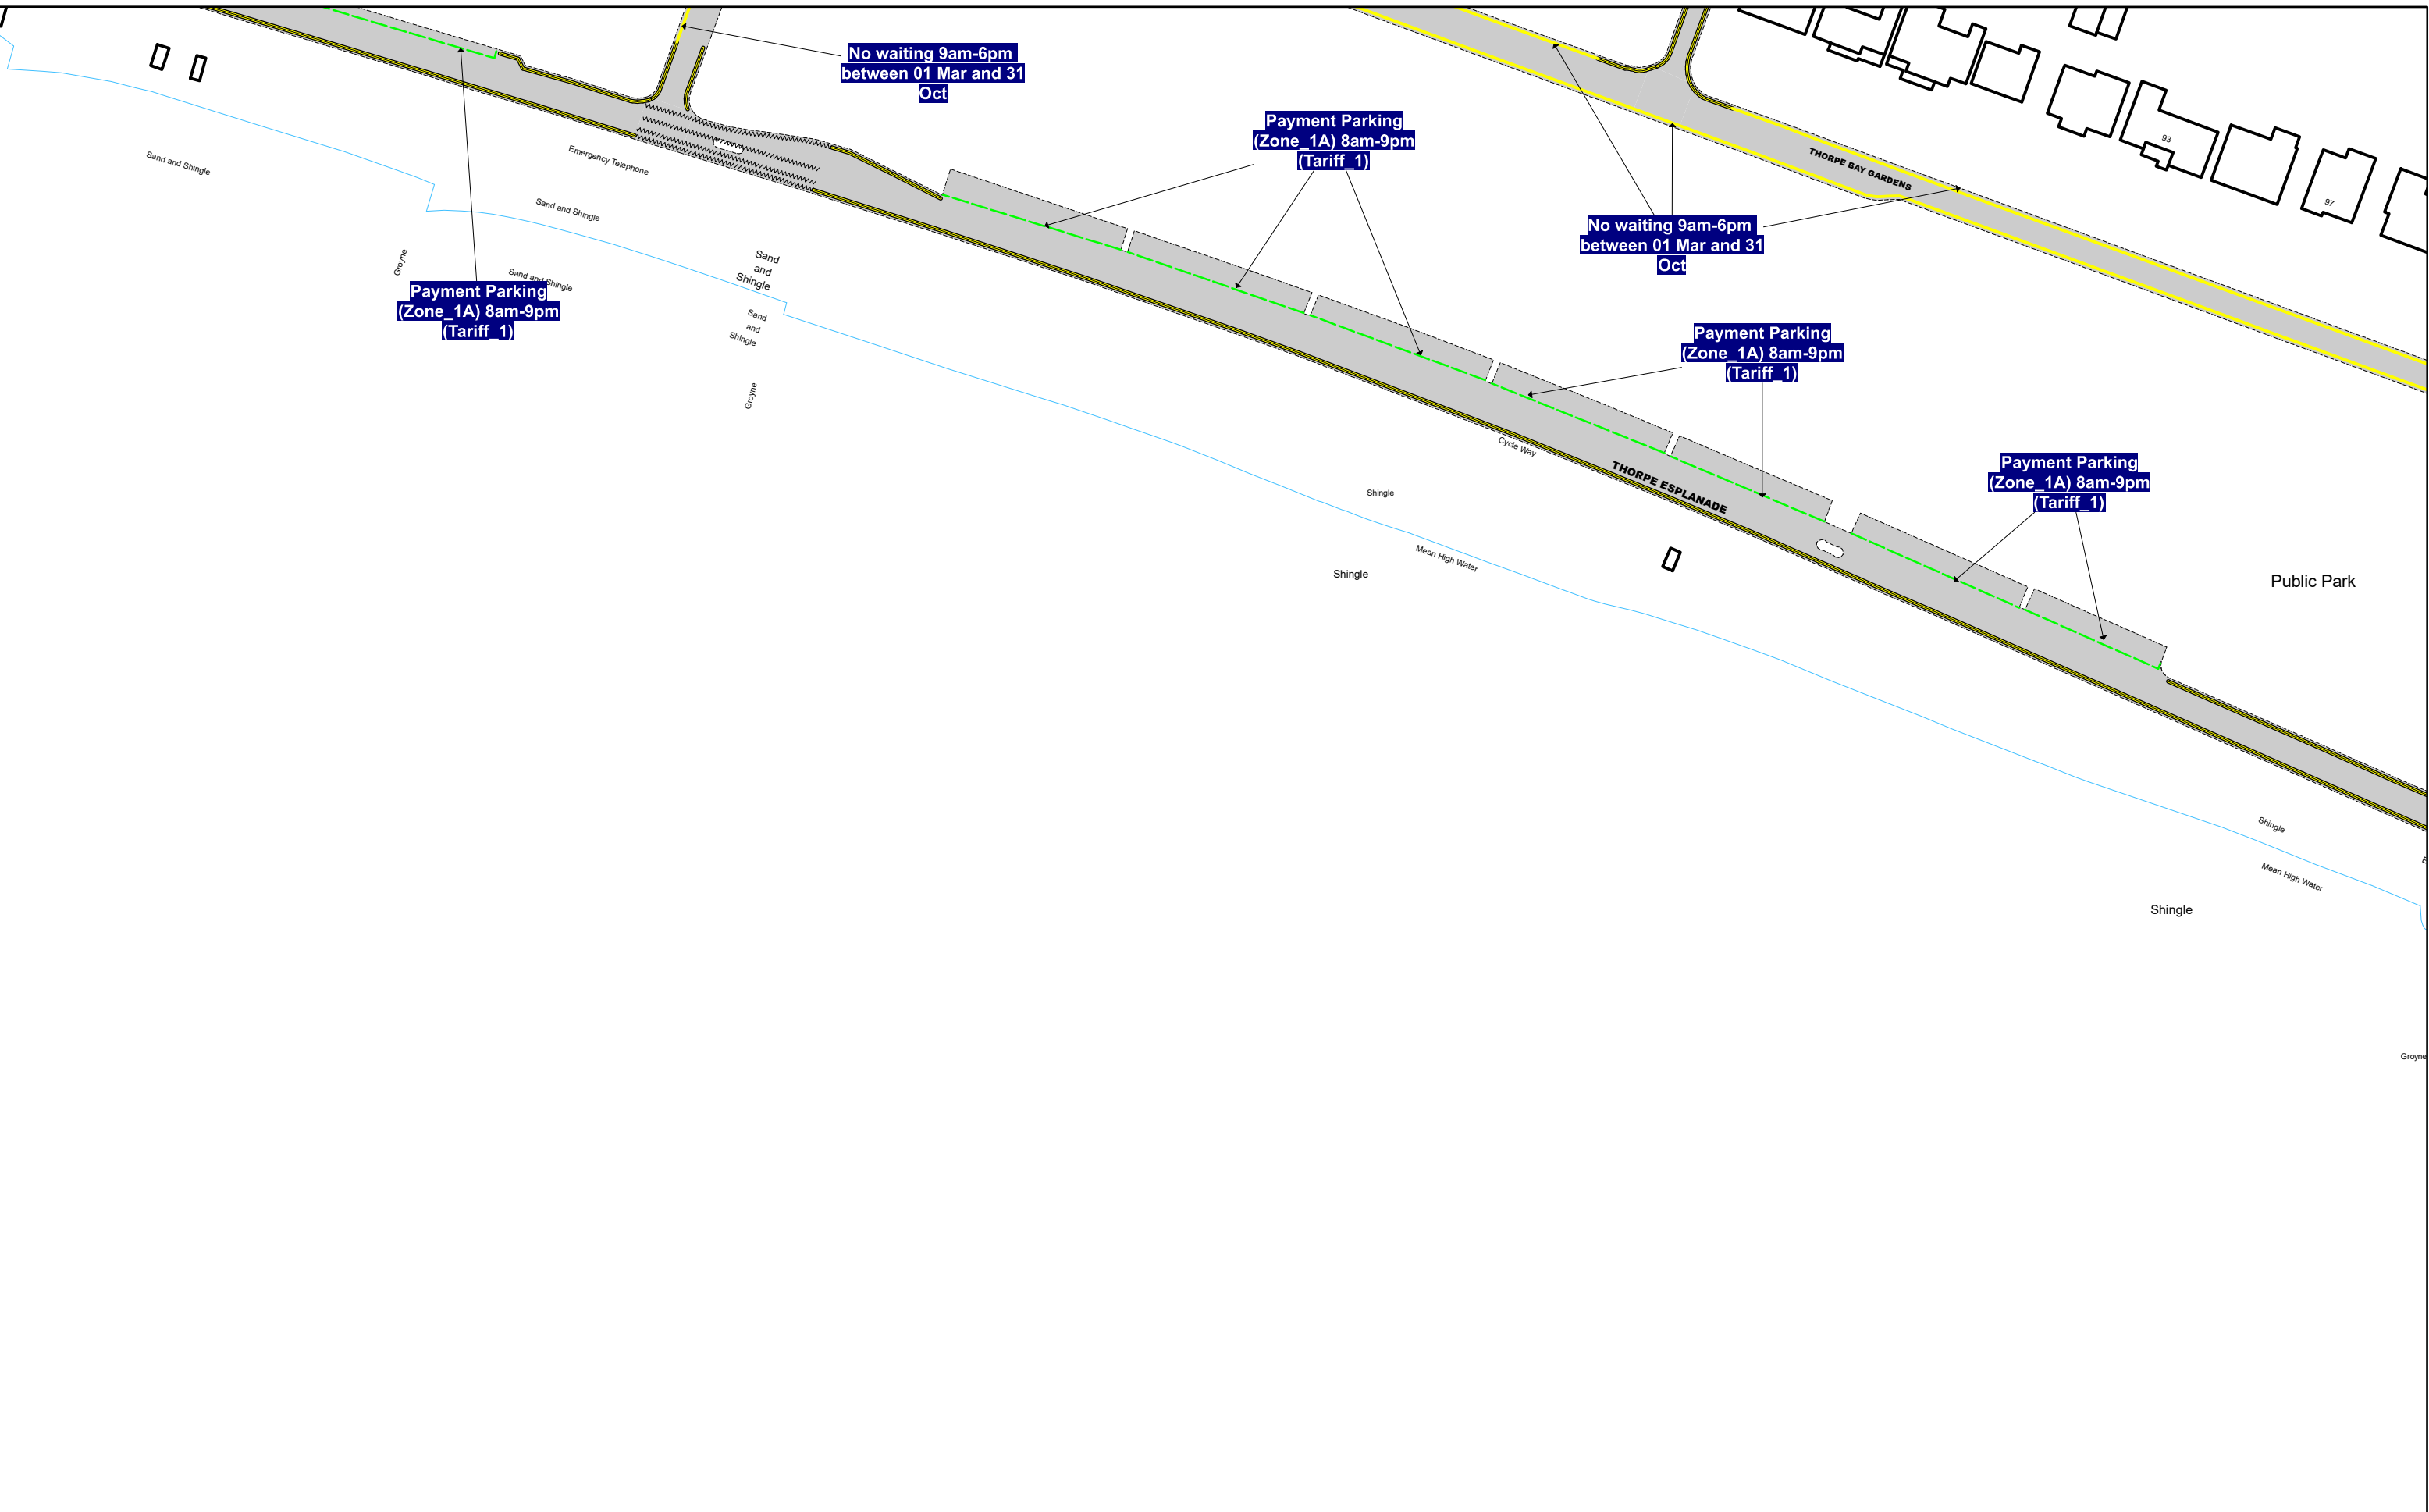 No waiting 9am-6pm
between 01 Mar and 31
Oct
Payment Parking
(Zone_1A) 8am-9pm
(Tariff_1)
93
THORPE BAY GARDENS
97
Sand and Shingle
Emergency Telephone
Sand and Shingle
No waiting 9am-6pm
between 01 Mar and 31
Oct
Groyne
Sand
and
Shingle
Sand and Shingle
Payment Parking
(Zone_1A) 8am-9pm
(Tariff_1)
Sand
and
Shingle
Payment Parking
(Zone_1A) 8am-9pm
(Tariff_1)
Groyne
Cycle Way
THORPE ESPLANADE
Payment Parking
(Zone_1A) 8am-9pm
(Tariff_1)
Shingle
Mean High Water
Shingle
Public Park
Shingle
Mean High Water
Shingle
Groyne